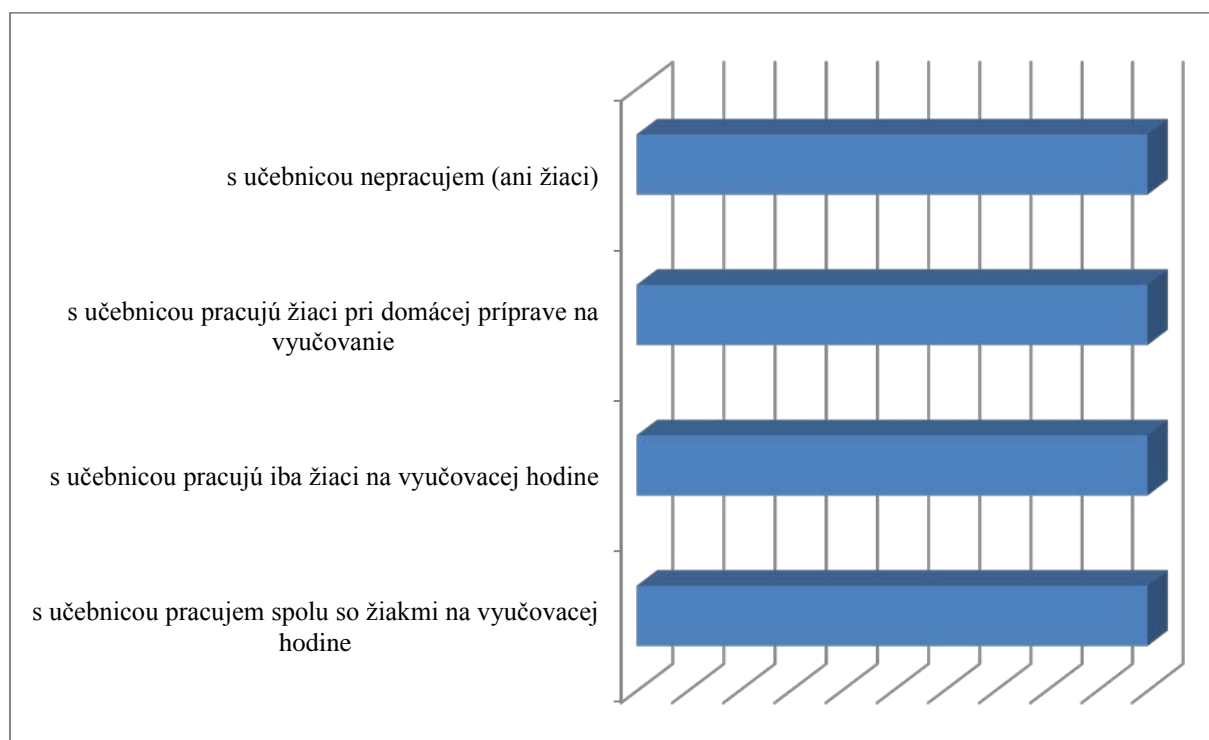 s učebnicou nepracujem (ani žiaci)
s učebnicou pracujú žiaci pri domácej príprave na
vyučovanie
s učebnicou pracujú iba žiaci na vyučovacej hodine
s učebnicou pracujem spolu so žiakmi na vyučovacej
hodine